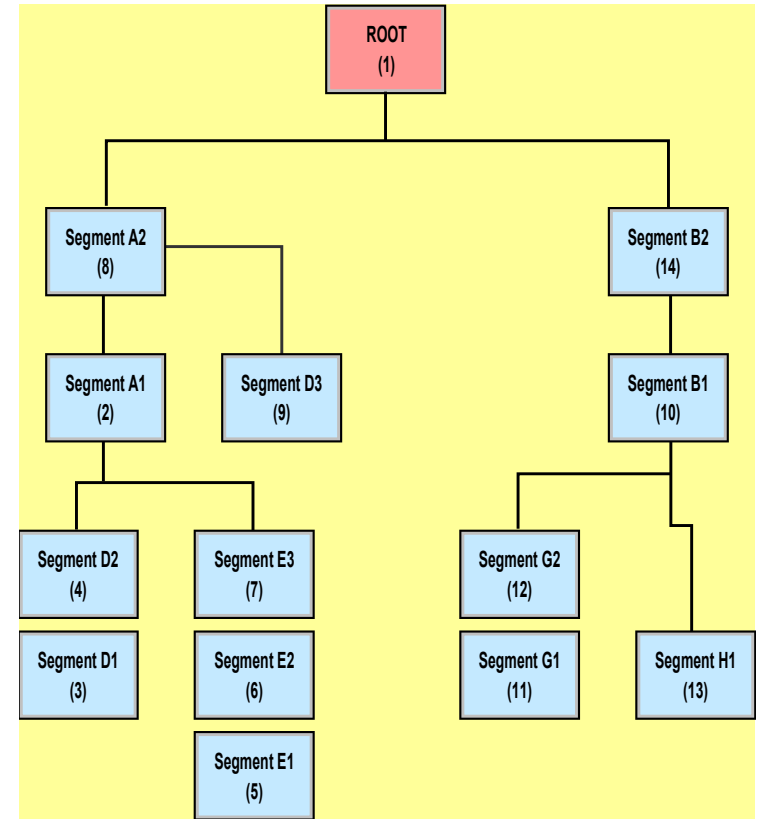 ROOT
(1)
Segment A2
(8)
Segment B2
(14)
Segment A1
(2)
Segment D3
(9)
Segment B1
(10)
Segment D2
(4)
Segment E3
(7)
Segment G2
(12)
Segment D1
(3)
Segment E2
(6)
Segment G1
(11)
Segment H1
(13)
Segment E1
(5)